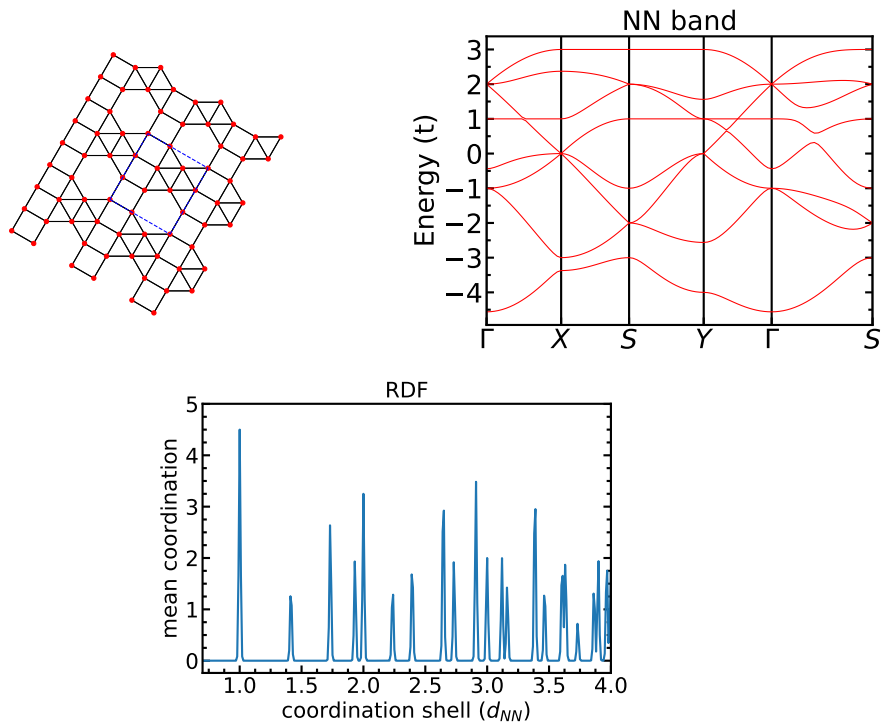 NN band
Energy (t)
3
2
1
0
−1
−2
−3
−4
Γ X S Y Γ S
RDF
mean coordination
5
4
3
2
1
0
1.0 1.5 2.0 2.5 3.0 3.5 4.0
coordination shell (d_NN)